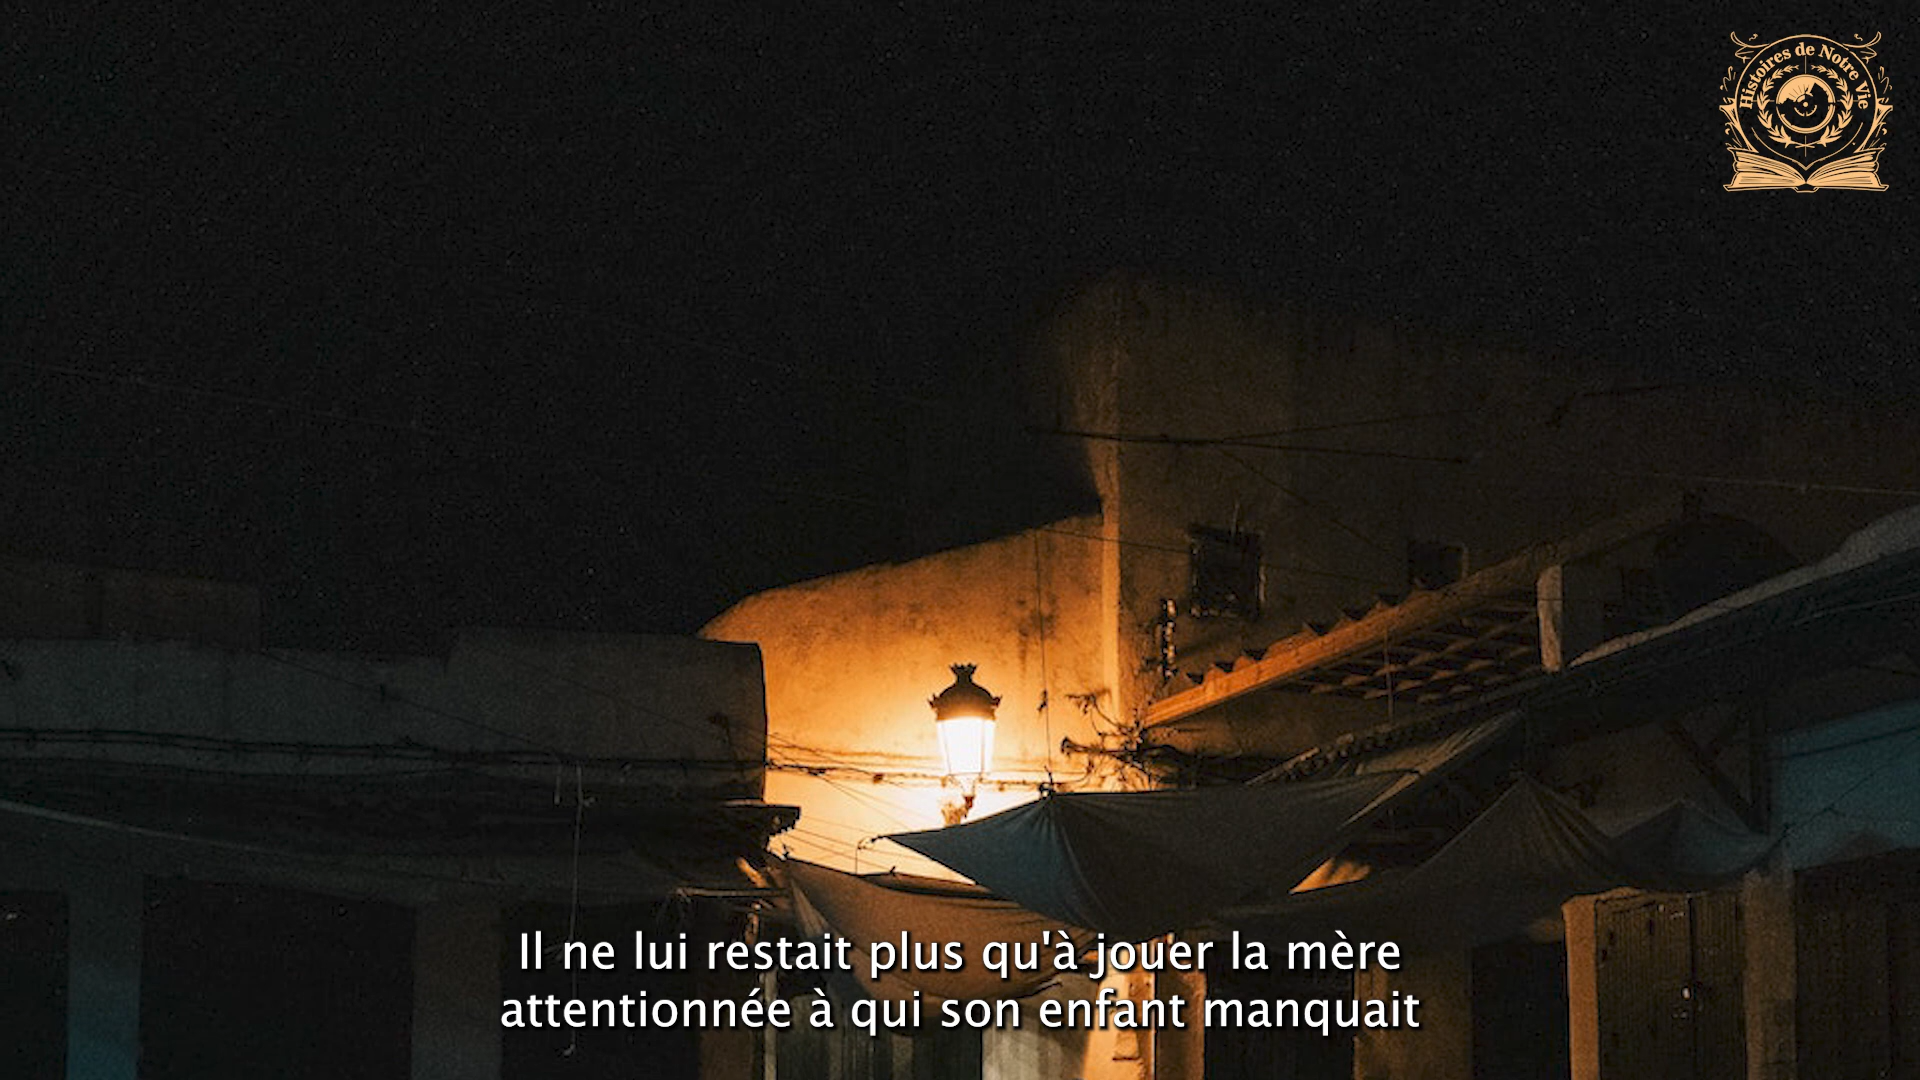 Histoires de Notre Vie
Il ne lui restait plus qu'à jouer la mère
attentionnée à qui son enfant manquait